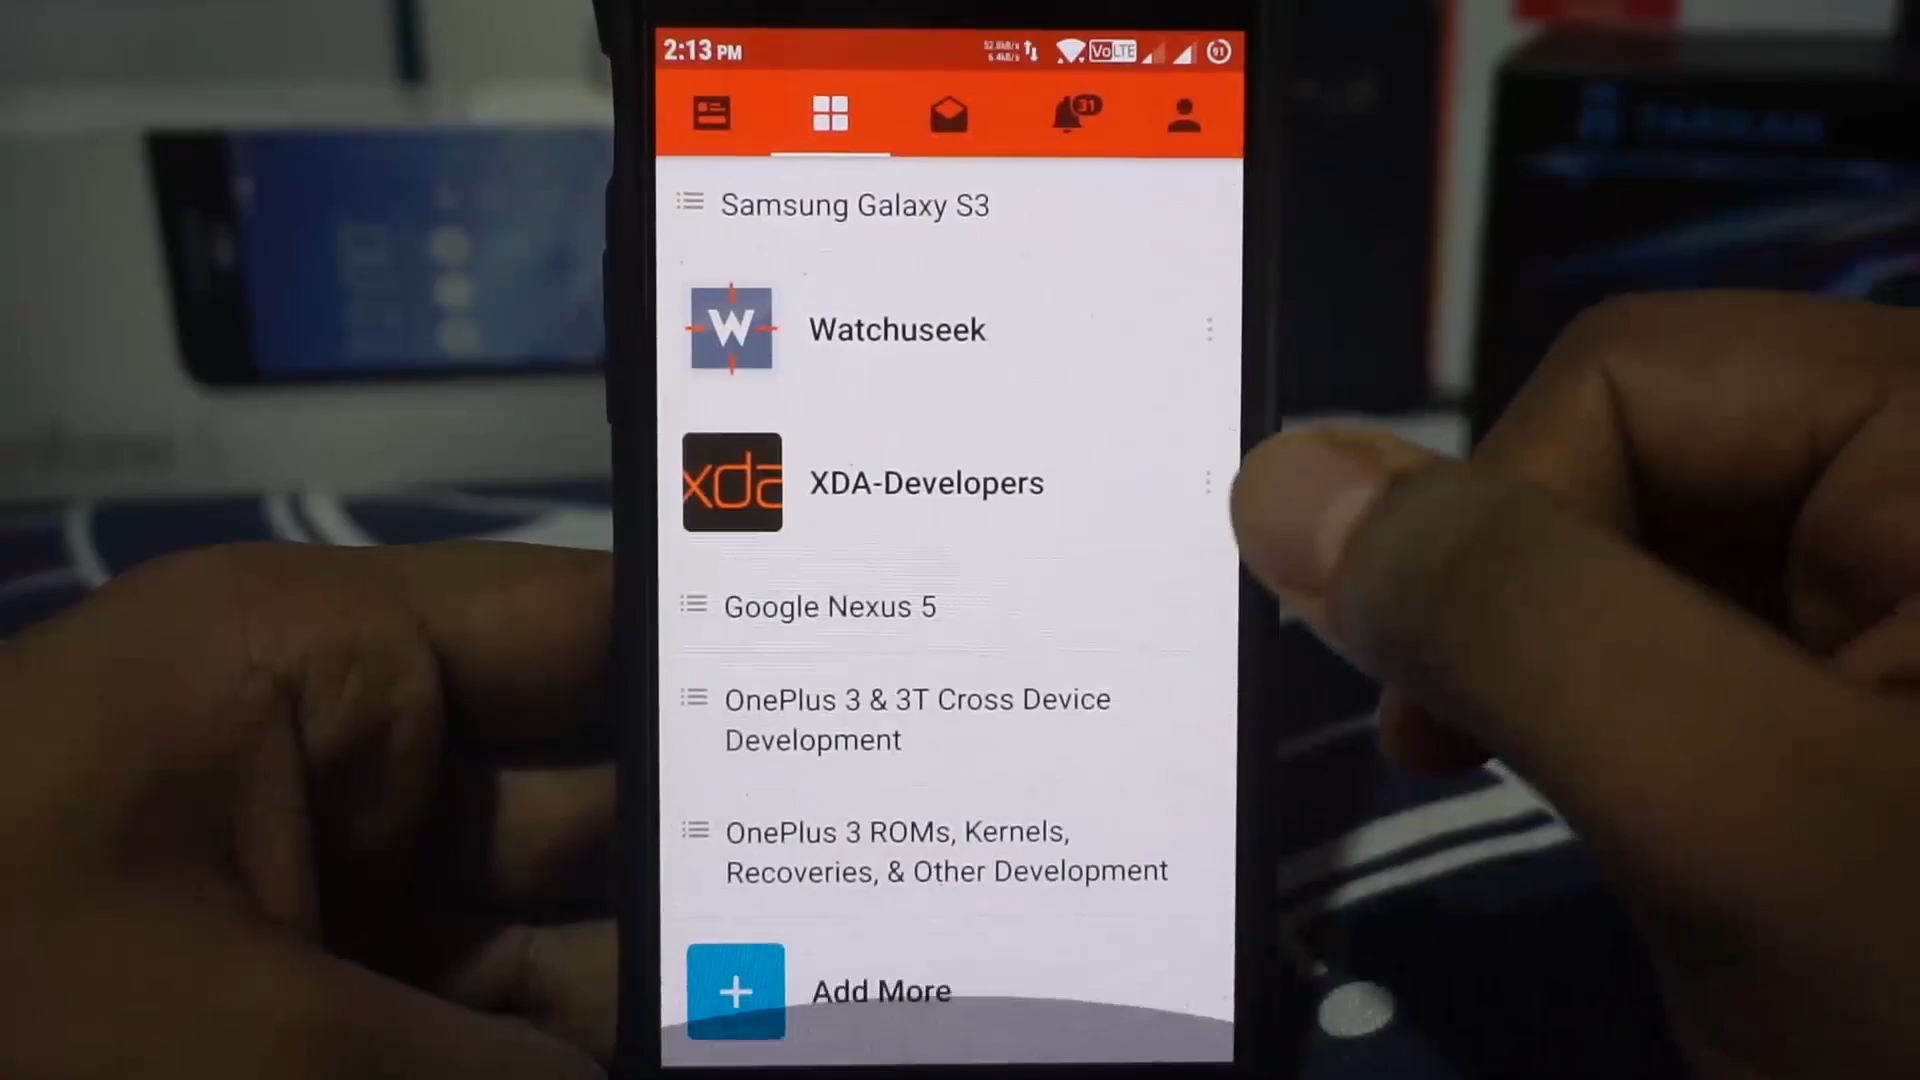 2:13 PM
VoLTE
91
31
Samsung Galaxy S3
W
Watchuseek
xda
XDA-Developers
Google Nexus 5
OnePlus 3 & 3T Cross Device
Development
OnePlus 3 ROMs, Kernels,
Recoveries, & Other Development
+
Add More